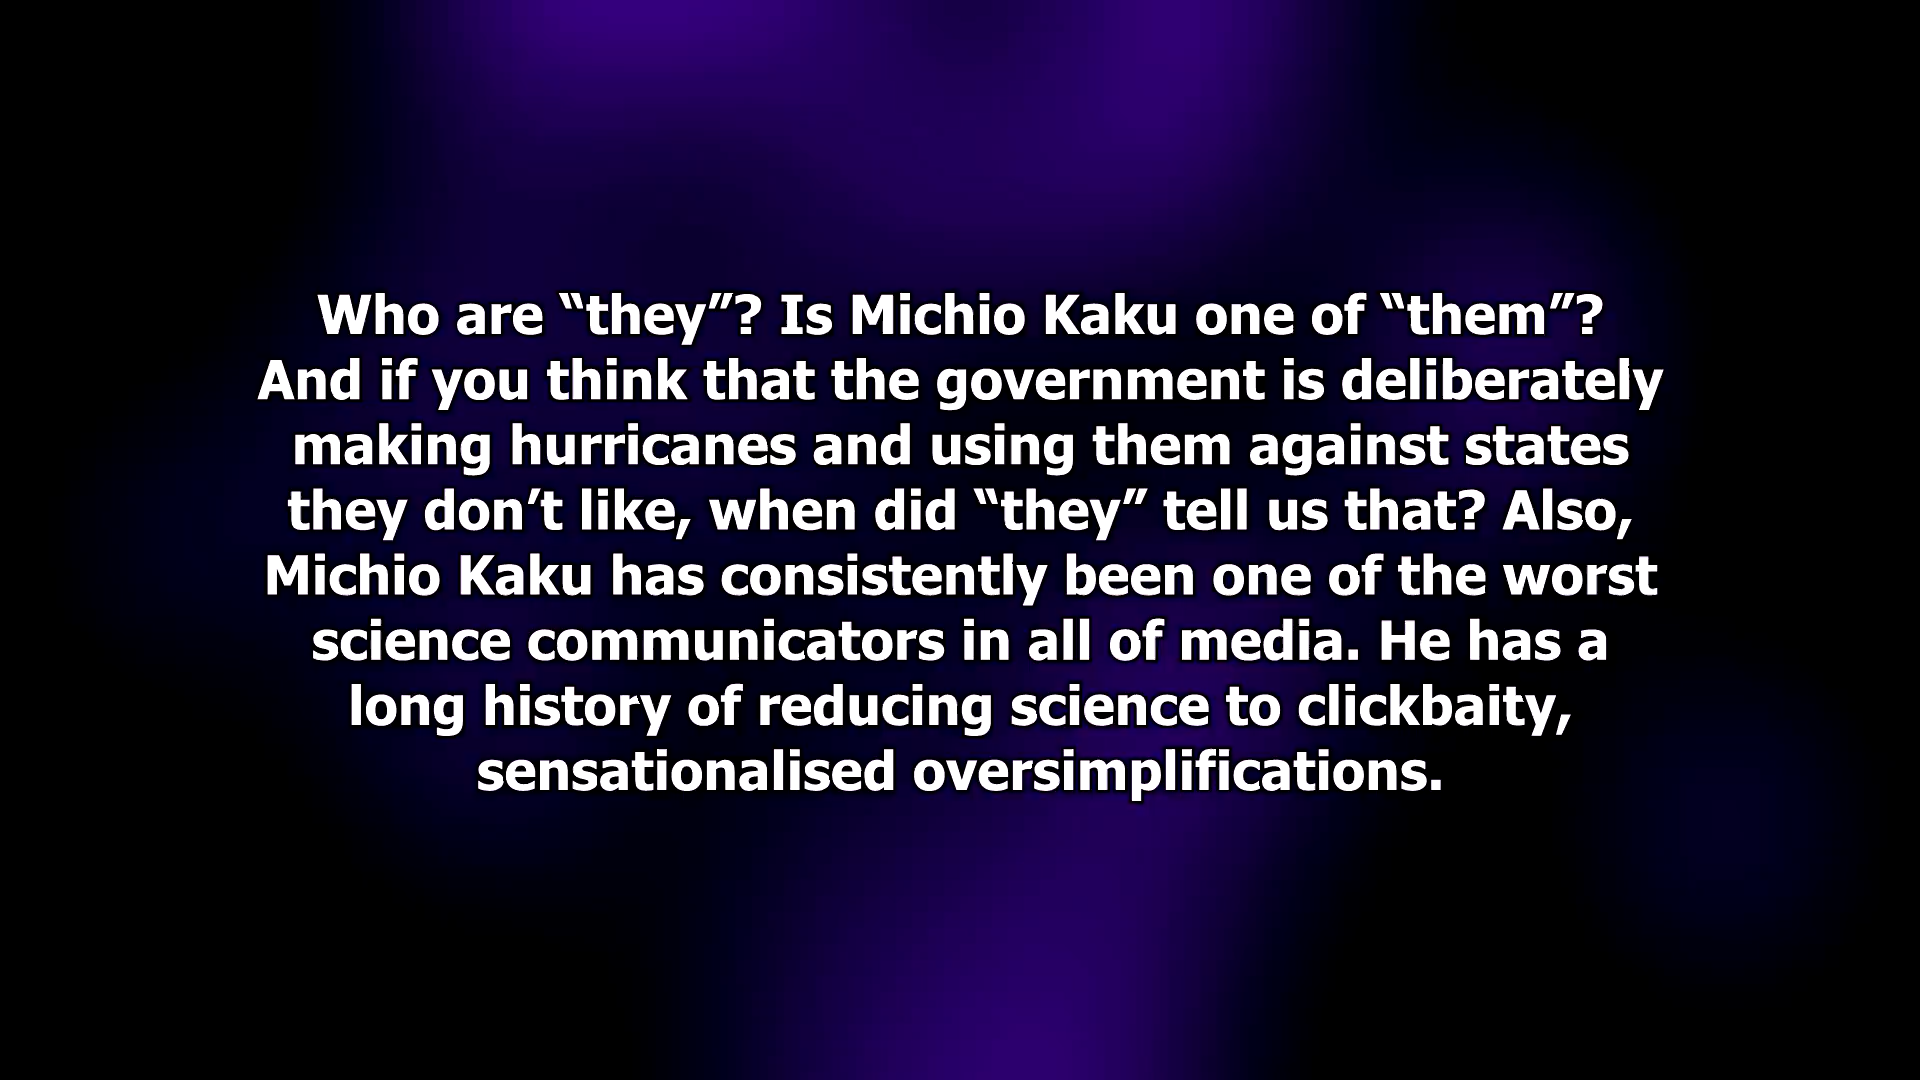 Who are “they”? Is Michio Kaku one of “them”?
And if you think that the government is deliberately
making hurricanes and using them against states
they don’t like, when did “they” tell us that? Also,
Michio Kaku has consistently been one of the worst
science communicators in all of media. He has a
long history of reducing science to clickbaity,
sensationalised oversimplifications.